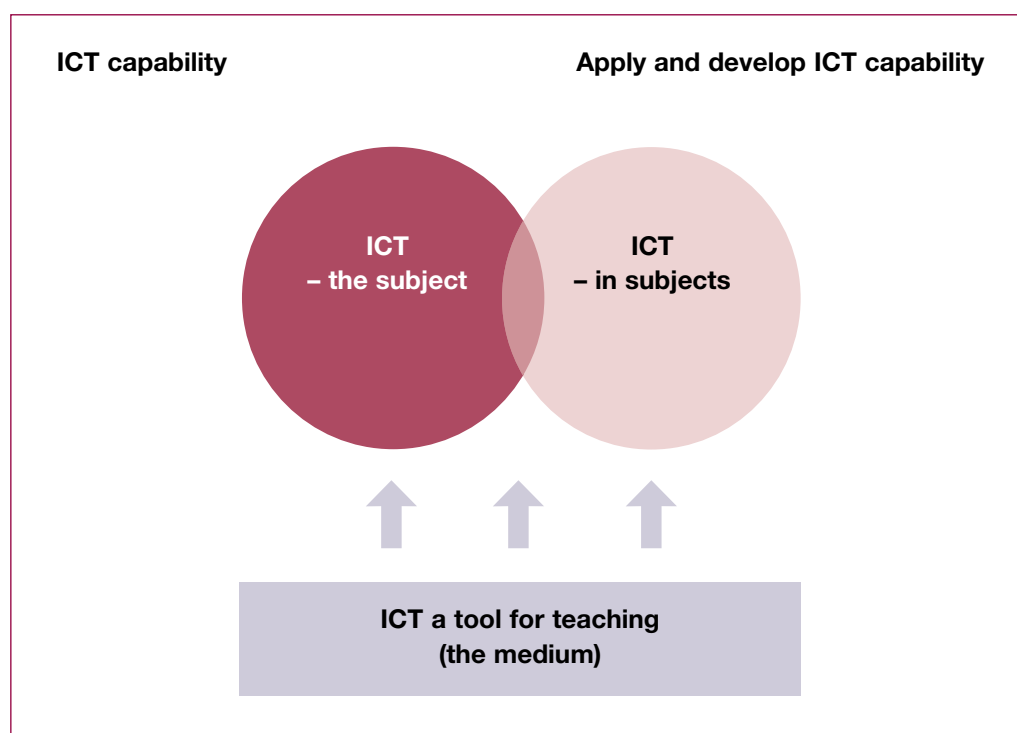 ICT capability
Apply and develop ICT capability
ICT
– the subject
ICT
– in subjects
ICT a tool for teaching
(the medium)